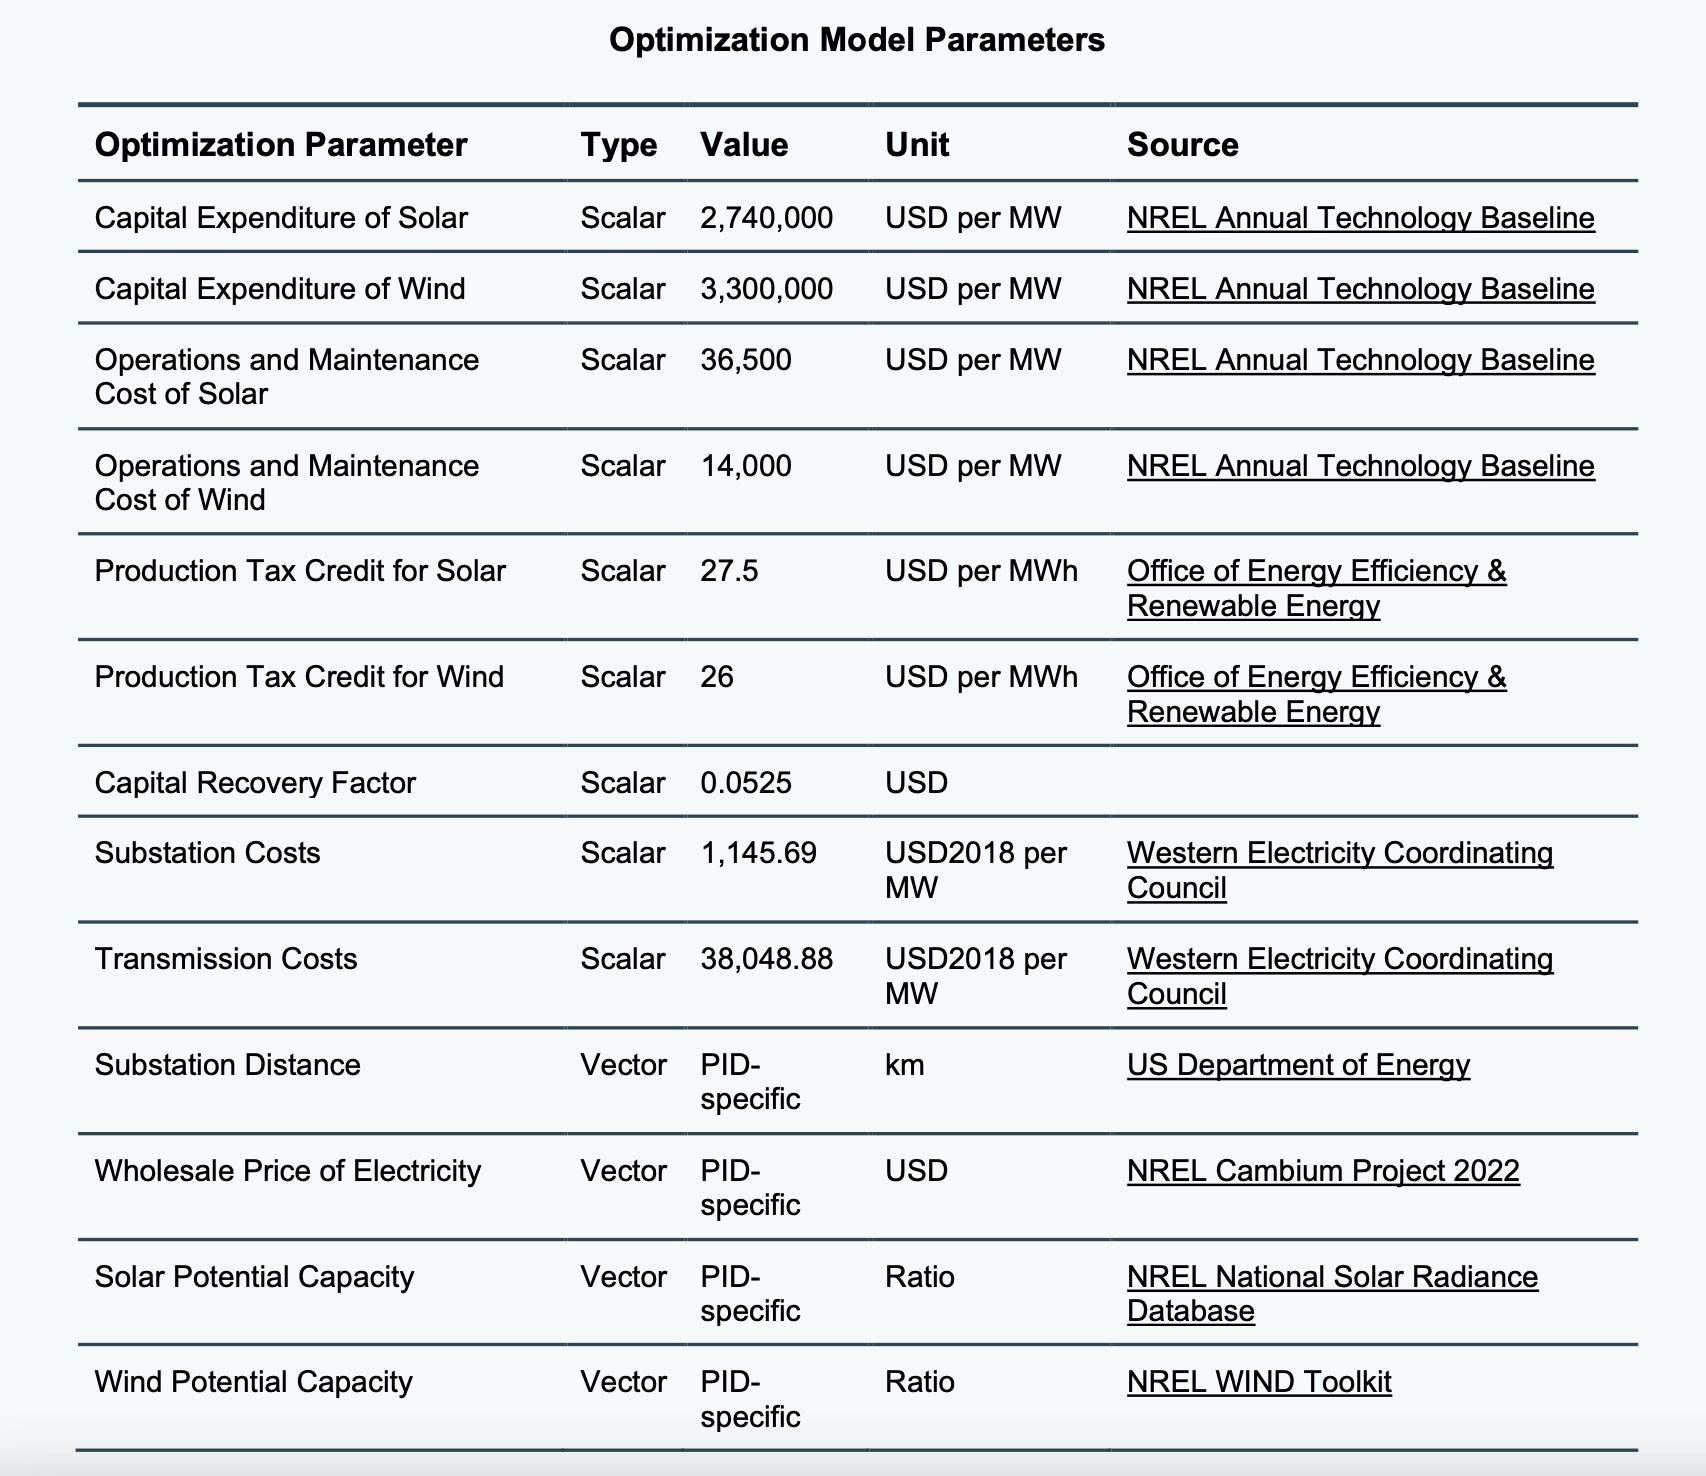 Optimization Model Parameters
Optimization Parameter Type Value Unit Source
Capital Expenditure of Solar Scalar 2,740,000 USD per MW NREL Annual Technology Baseline
Capital Expenditure of Wind Scalar 3,300,000 USD per MW NREL Annual Technology Baseline
Operations and Maintenance Scalar 36,500 USD per MW NREL Annual Technology Baseline
Cost of Solar
Operations and Maintenance Scalar 14,000 USD per MW NREL Annual Technology Baseline
Cost of Wind
Production Tax Credit for Solar Scalar 27.5 USD per MWh Office of Energy Efficiency &
Renewable Energy
Production Tax Credit for Wind Scalar 26 USD per MWh Office of Energy Efficiency &
Renewable Energy
Capital Recovery Factor Scalar 0.0525 USD
Substation Costs Scalar 1,145.69 USD2018 per Western Electricity Coordinating
MW Council
Transmission Costs Scalar 38,048.88 USD2018 per Western Electricity Coordinating
MW Council
Substation Distance Vector PID- km US Department of Energy
specific
Wholesale Price of Electricity Vector PID- USD NREL Cambium Project 2022
specific
Solar Potential Capacity Vector PID- Ratio NREL National Solar Radiance
specific Database
Wind Potential Capacity Vector PID- Ratio NREL WIND Toolkit
specific